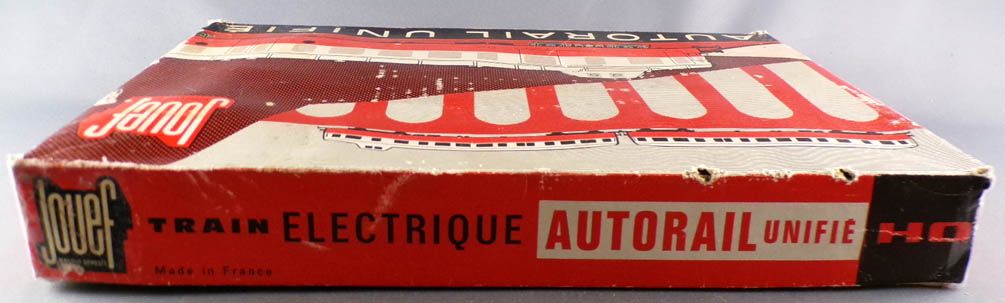 AUTORAIL UNIFIÉ
Jouef
Jouef
TRAIN ELECTRIQUE AUTORAIL UNIFIÉ HO
Made in France